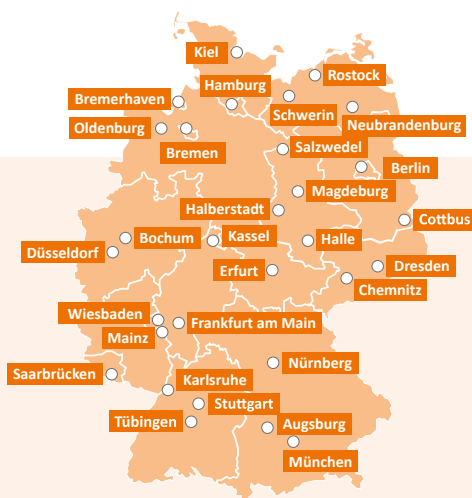 Kiel
Rostock
Hamburg
Bremerhaven
Schwerin
Neubrandenburg
Oldenburg
Bremen
Salzwedel
Berlin
Magdeburg
Halberstadt
Cottbus
Bochum
Kassel
Halle
Düsseldorf
Erfurt
Dresden
Chemnitz
Wiesbaden
Frankfurt am Main
Mainz
Nürnberg
Saarbrücken
Karlsruhe
Stuttgart
Tübingen
Augsburg
München